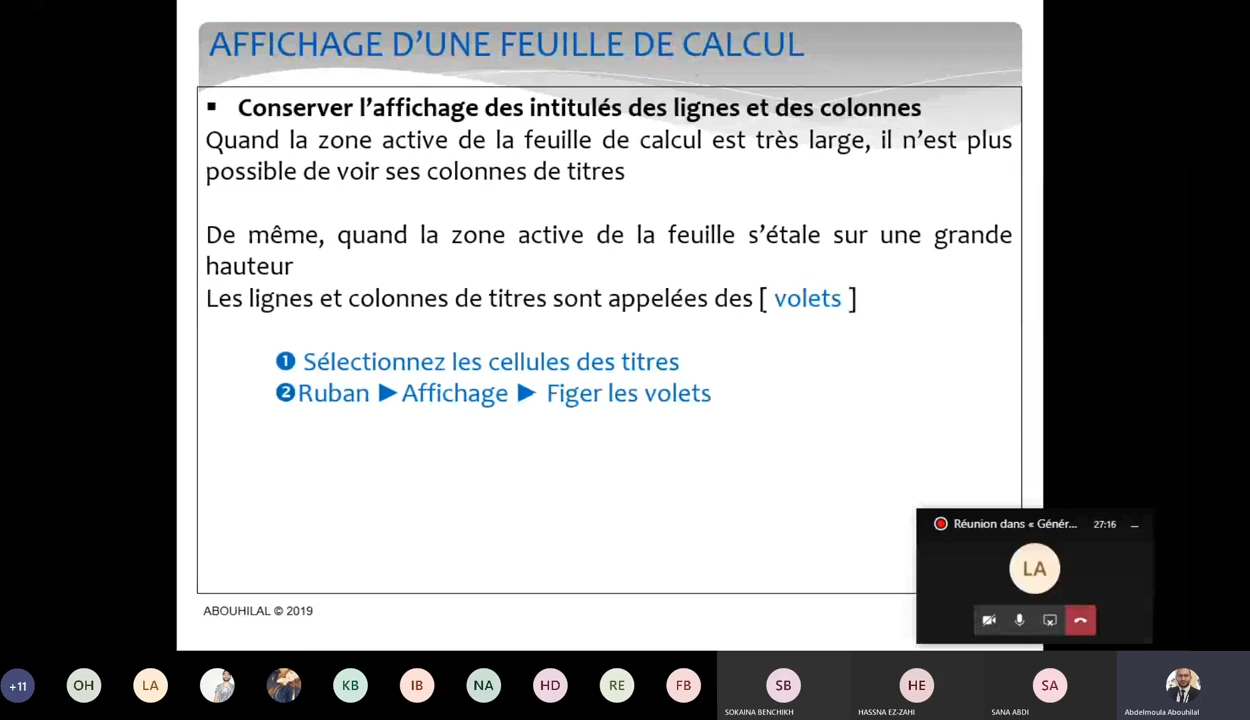 AFFICHAGE D’UNE FEUILLE DE CALCUL
▪ Conserver l’affichage des intitulés des lignes et des colonnes
Quand la zone active de la feuille de calcul est très large, il n’est plus
possible de voir ses colonnes de titres
De même, quand la zone active de la feuille s’étale sur une grande
hauteur
Les lignes et colonnes de titres sont appelées des [ volets ]
❶ Sélectionnez les cellules des titres
❷Ruban ►Affichage ► Figer les volets
Réunion dans « Génér... 27:16
LA
ABOUHILAL © 2019
+11 OH LA KB IB NA HD RE FB SB HE SA
SOKAINA BENCHIKH HASSNA EZ-ZAHI SANA ABDI Abdelmoula Abouhilal